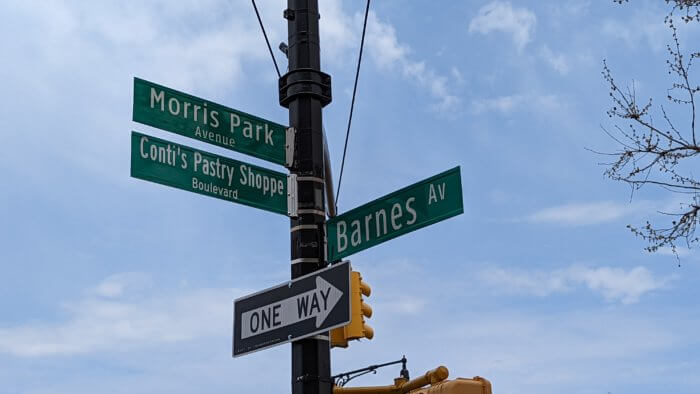 Morris Park
Avenue
Conti's Pastry Shoppe
Boulevard
Barnes Av
ONE WAY